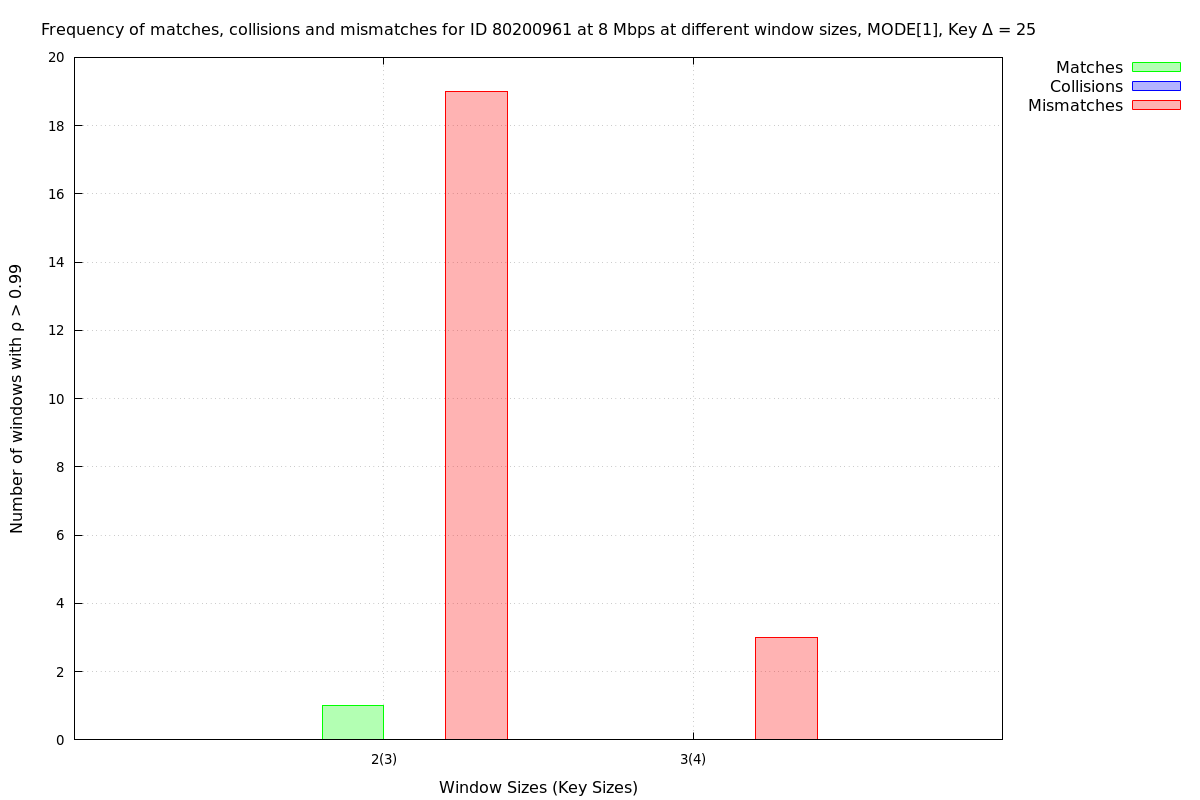 Frequency of matches, collisions and mismatches for ID 80200961 at 8 Mbps at different window sizes, MODE[1], Key Δ = 25
Matches
Collisions
Mismatches
Number of windows with ρ > 0.99
20
18
16
14
12
10
8
6
4
2
0
2(3)
3(4)
Window Sizes (Key Sizes)